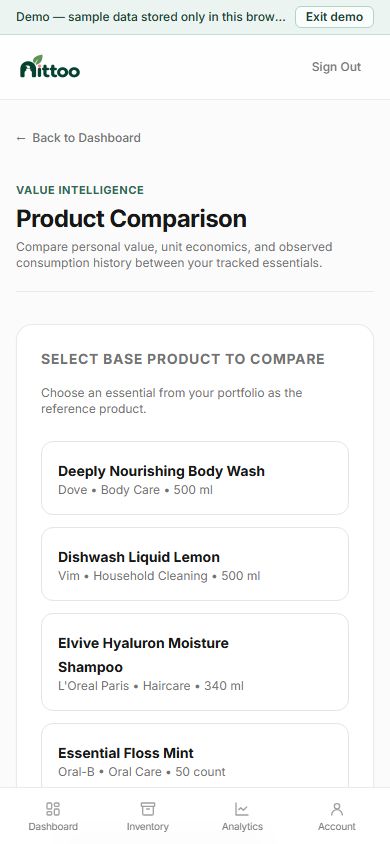 Demo — sample data stored only in this brow...
Exit demo
Nittoo
Sign Out
← Back to Dashboard
VALUE INTELLIGENCE
Product Comparison
Compare personal value, unit economics, and observed
consumption history between your tracked essentials.
SELECT BASE PRODUCT TO COMPARE
Choose an essential from your portfolio as the
reference product.
Deeply Nourishing Body Wash
Dove • Body Care • 500 ml
Dishwash Liquid Lemon
Vim • Household Cleaning • 500 ml
Elvive Hyaluron Moisture
Shampoo
L'Oreal Paris • Haircare • 340 ml
Essential Floss Mint
Oral-B • Oral Care • 50 count
Dashboard
Inventory
Analytics
Account